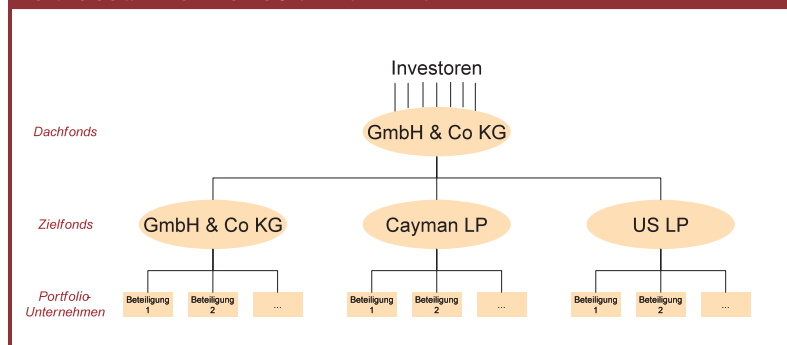 Investoren
Dachfonds
GmbH & Co KG
Zielfonds
GmbH & Co KG
Cayman LP
US LP
Portfolio-
Unternehmen
Beteiligung
1
Beteiligung
2
...
Beteiligung
1
Beteiligung
2
...
Beteiligung
1
Beteiligung
2
...